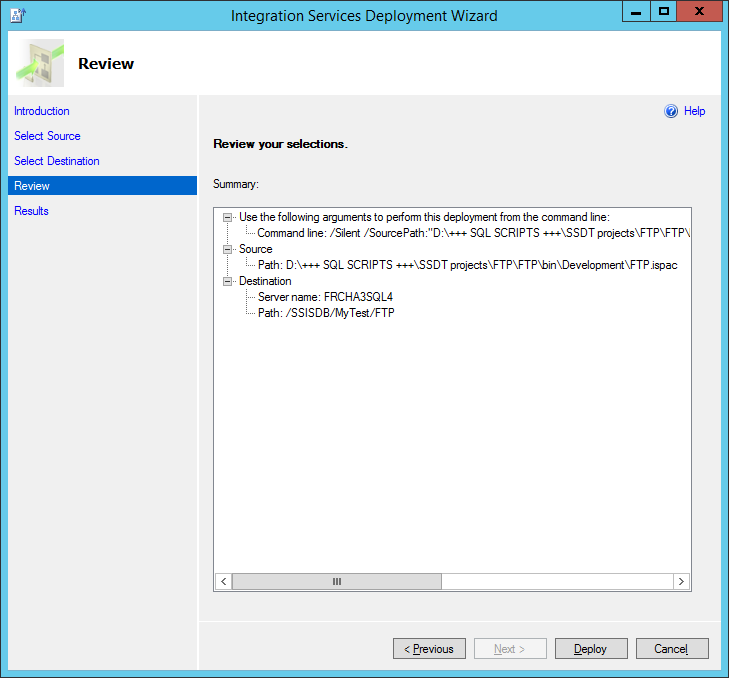 Integration Services Deployment Wizard
Review
Introduction
Select Source
Select Destination
Review
Results
Help
Review your selections.
Summary:
Use the following arguments to perform this deployment from the command line:
Command line: /Silent /SourcePath:"D:\+++ SQL SCRIPTS +++\SSDT projects\FTP\FTP\
Source
Path: D:\+++ SQL SCRIPTS +++\SSDT projects\FTP\FTP\bin\Development\FTP.ispac
Destination
Server name: FRCHA3SQL4
Path: /SSISDB/MyTest/FTP
< Previous
Next >
Deploy
Cancel